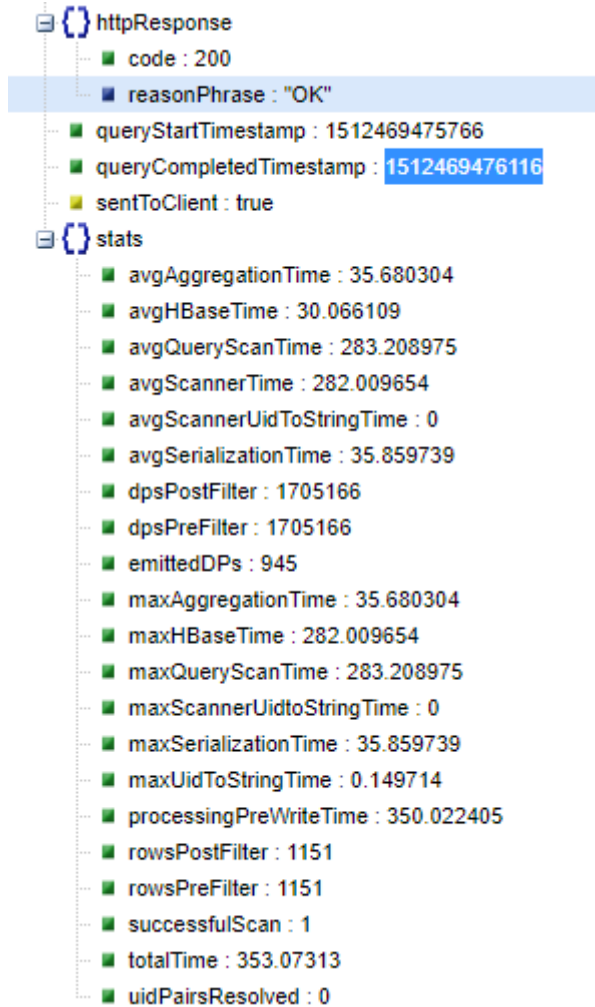 {} httpResponse
code : 200
reasonPhrase : "OK"
queryStartTimestamp : 1512469475766
queryCompletedTimestamp : 1512469476116
sentToClient : true
{} stats
avgAggregationTime : 35.680304
avgHBaseTime : 30.066109
avgQueryScanTime : 283.208975
avgScannerTime : 282.009654
avgScannerUidToStringTime : 0
avgSerializationTime : 35.859739
dpsPostFilter : 1705166
dpsPreFilter : 1705166
emittedDPs : 945
maxAggregationTime : 35.680304
maxHBaseTime : 282.009654
maxQueryScanTime : 283.208975
maxScannerUidtoStringTime : 0
maxSerializationTime : 35.859739
maxUidToStringTime : 0.149714
processingPreWriteTime : 350.022405
rowsPostFilter : 1151
rowsPreFilter : 1151
successfulScan : 1
totalTime : 353.07313
uidPairsResolved : 0